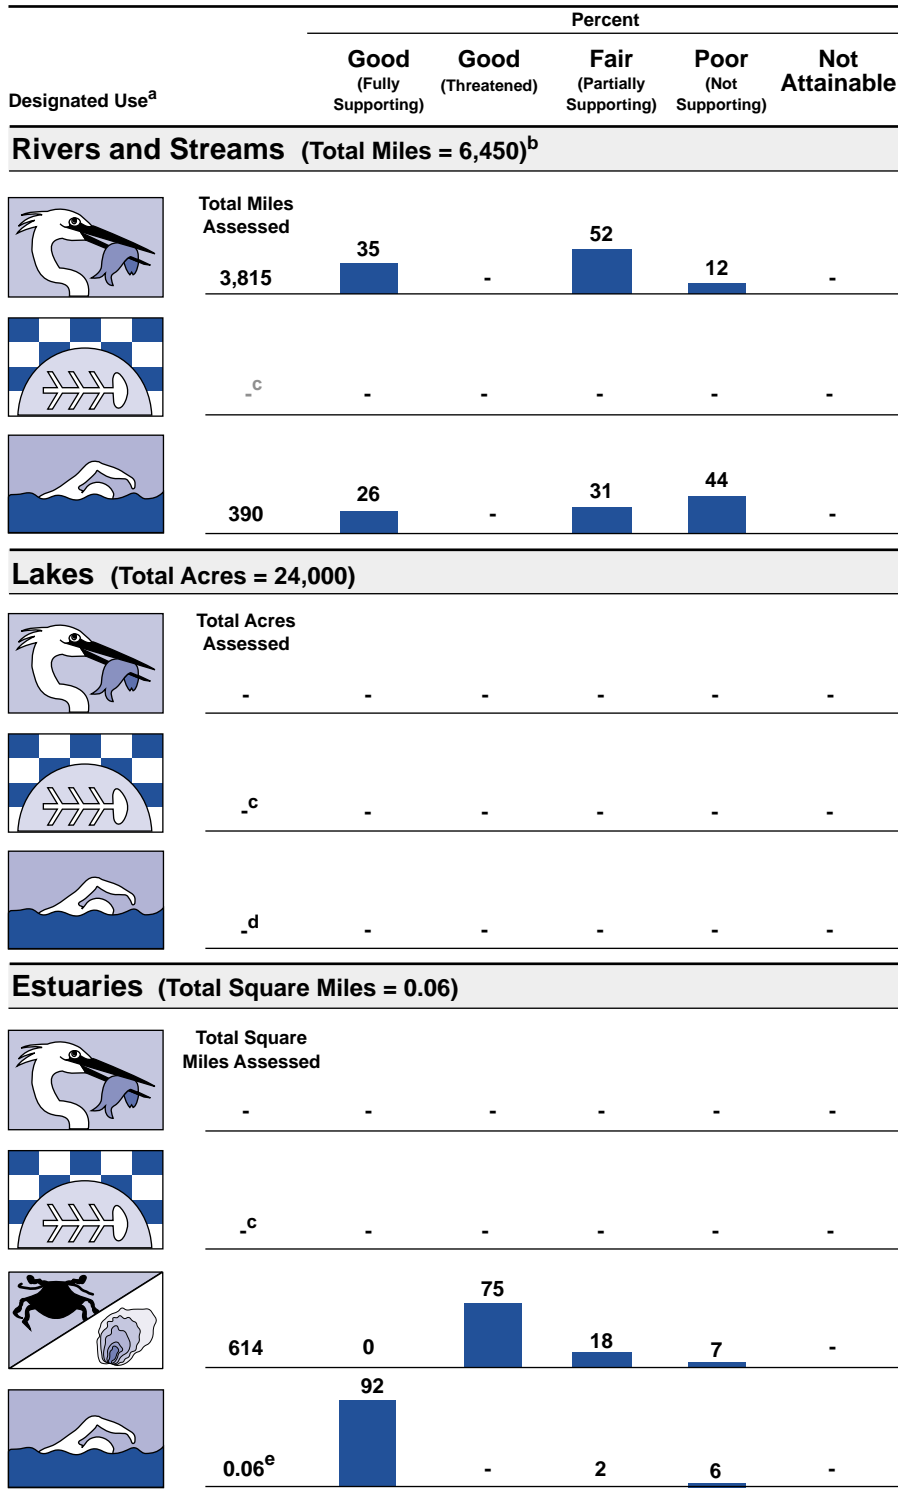 Percent
Designated Useᵃ
Good (Fully Supporting)
Good (Threatened)
Fair (Partially Supporting)
Poor (Not Supporting)
Not Attainable
Rivers and Streams (Total Miles = 6,450)ᵇ
Total Miles Assessed
3,815 35 - 52 12 -
-ᶜ - - - - -
390 26 - 31 44 -
Lakes (Total Acres = 24,000)
Total Acres Assessed
- - - - - -
-ᶜ - - - - -
-ᵈ - - - - -
Estuaries (Total Square Miles = 0.06)
Total Square Miles Assessed
- - - - - -
-ᶜ - - - - -
614 0 75 18 7 -
0.06ᵉ 92 - 2 6 -